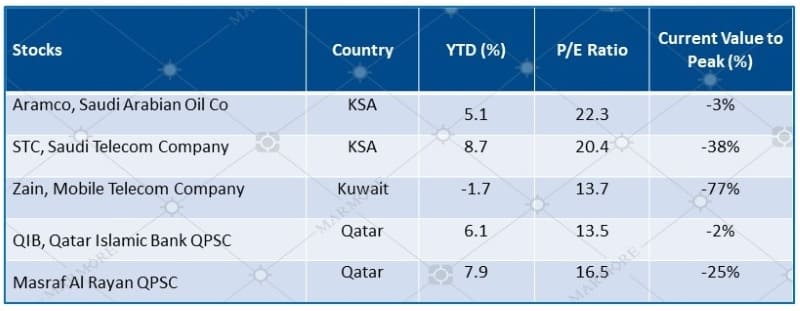 Stocks Country YTD (%) P/E Ratio Current Value to
Peak (%)
Aramco, Saudi Arabian Oil Co KSA 5.1 22.3 -3%
STC, Saudi Telecom Company KSA 8.7 20.4 -38%
Zain, Mobile Telecom Company Kuwait -1.7 13.7 -77%
QIB, Qatar Islamic Bank QPSC Qatar 6.1 13.5 -2%
Masraf Al Rayan QPSC Qatar 7.9 16.5 -25%
MARMORE
MARMORE
MARMORE
MARMORE